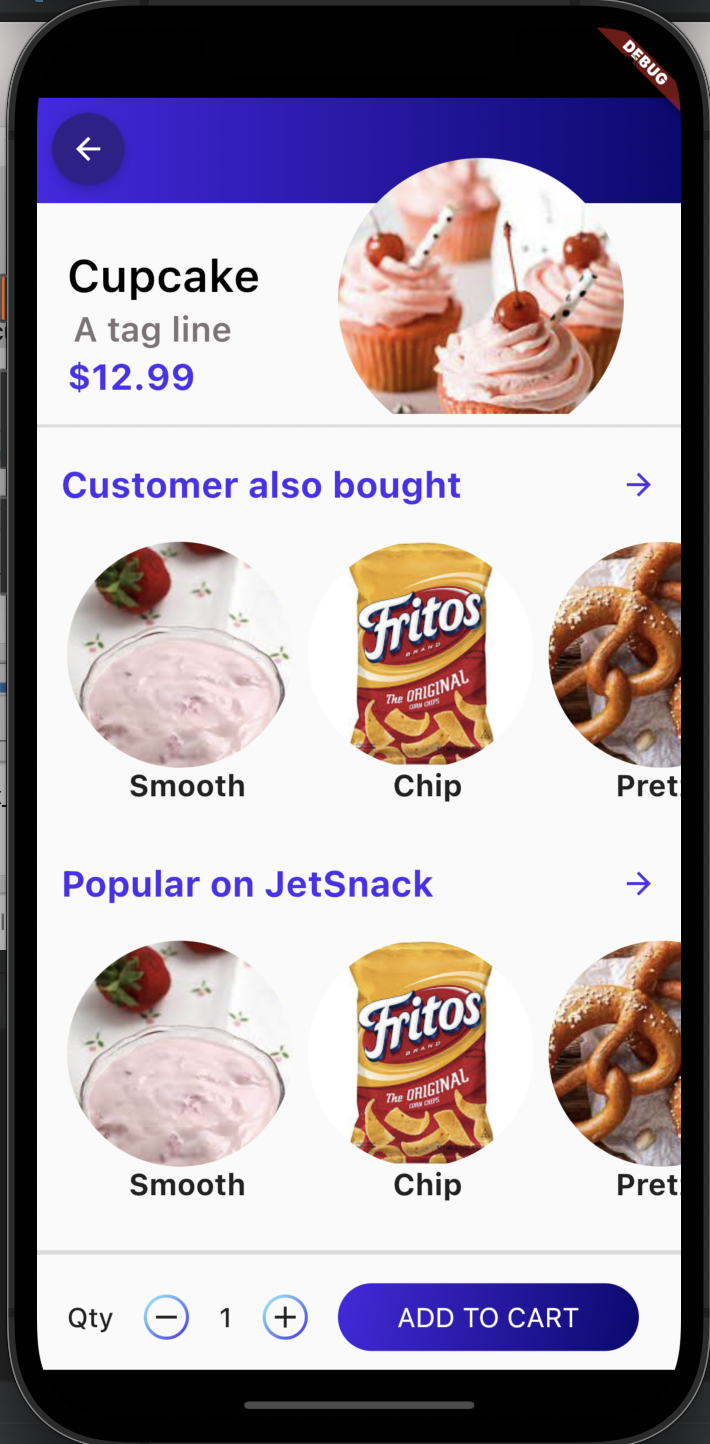 DEBUG
Cupcake
A tag line
$12.99
Customer also bought
Fritos
BRAND
The ORIGINAL
CORN CHIPS
Smooth
Chip
Pret
Popular on JetSnack
Fritos
BRAND
The ORIGINAL
CORN CHIPS
Smooth
Chip
Pret
Qty
1
ADD TO CART